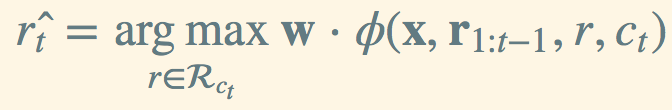 r̂_t = arg max w · ϕ(x, r_{1:t−1}, r, c_t)
r∈ℛ_{c_t}